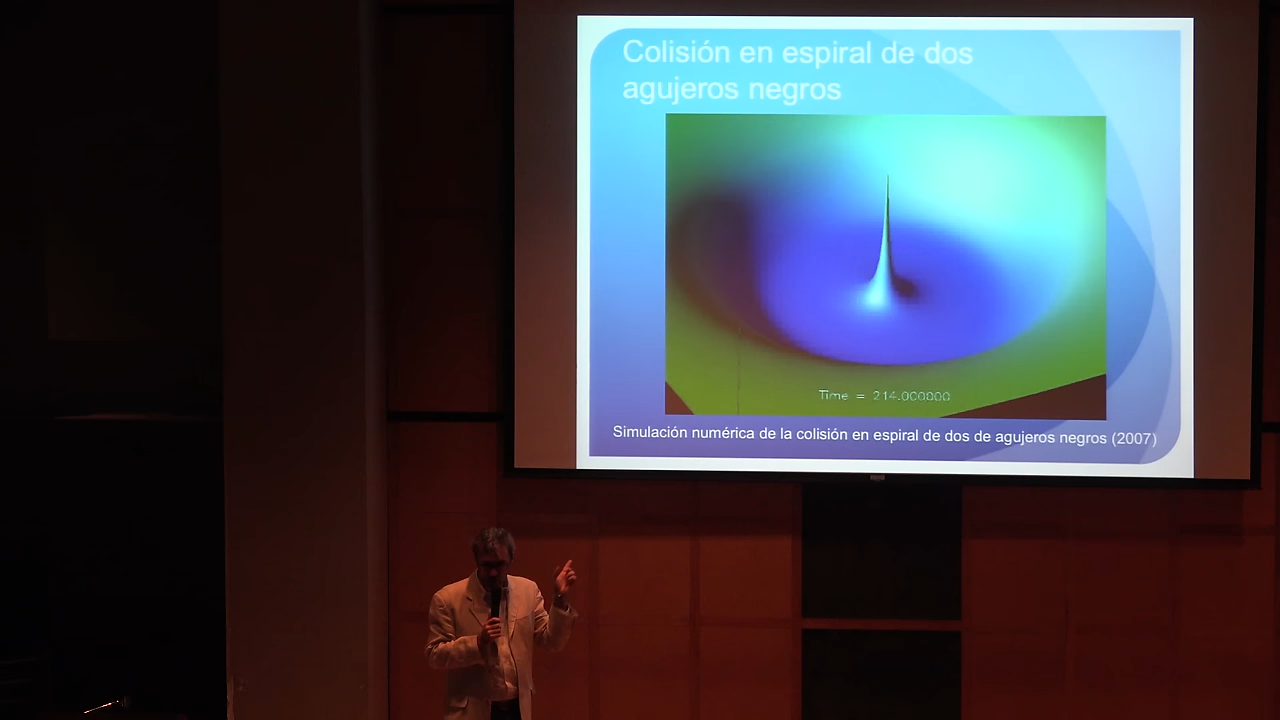 Colisión en espiral de dos
agujeros negros
Time = 214.000000
Simulación numérica de la colisión en espiral de dos de agujeros negros (2007)